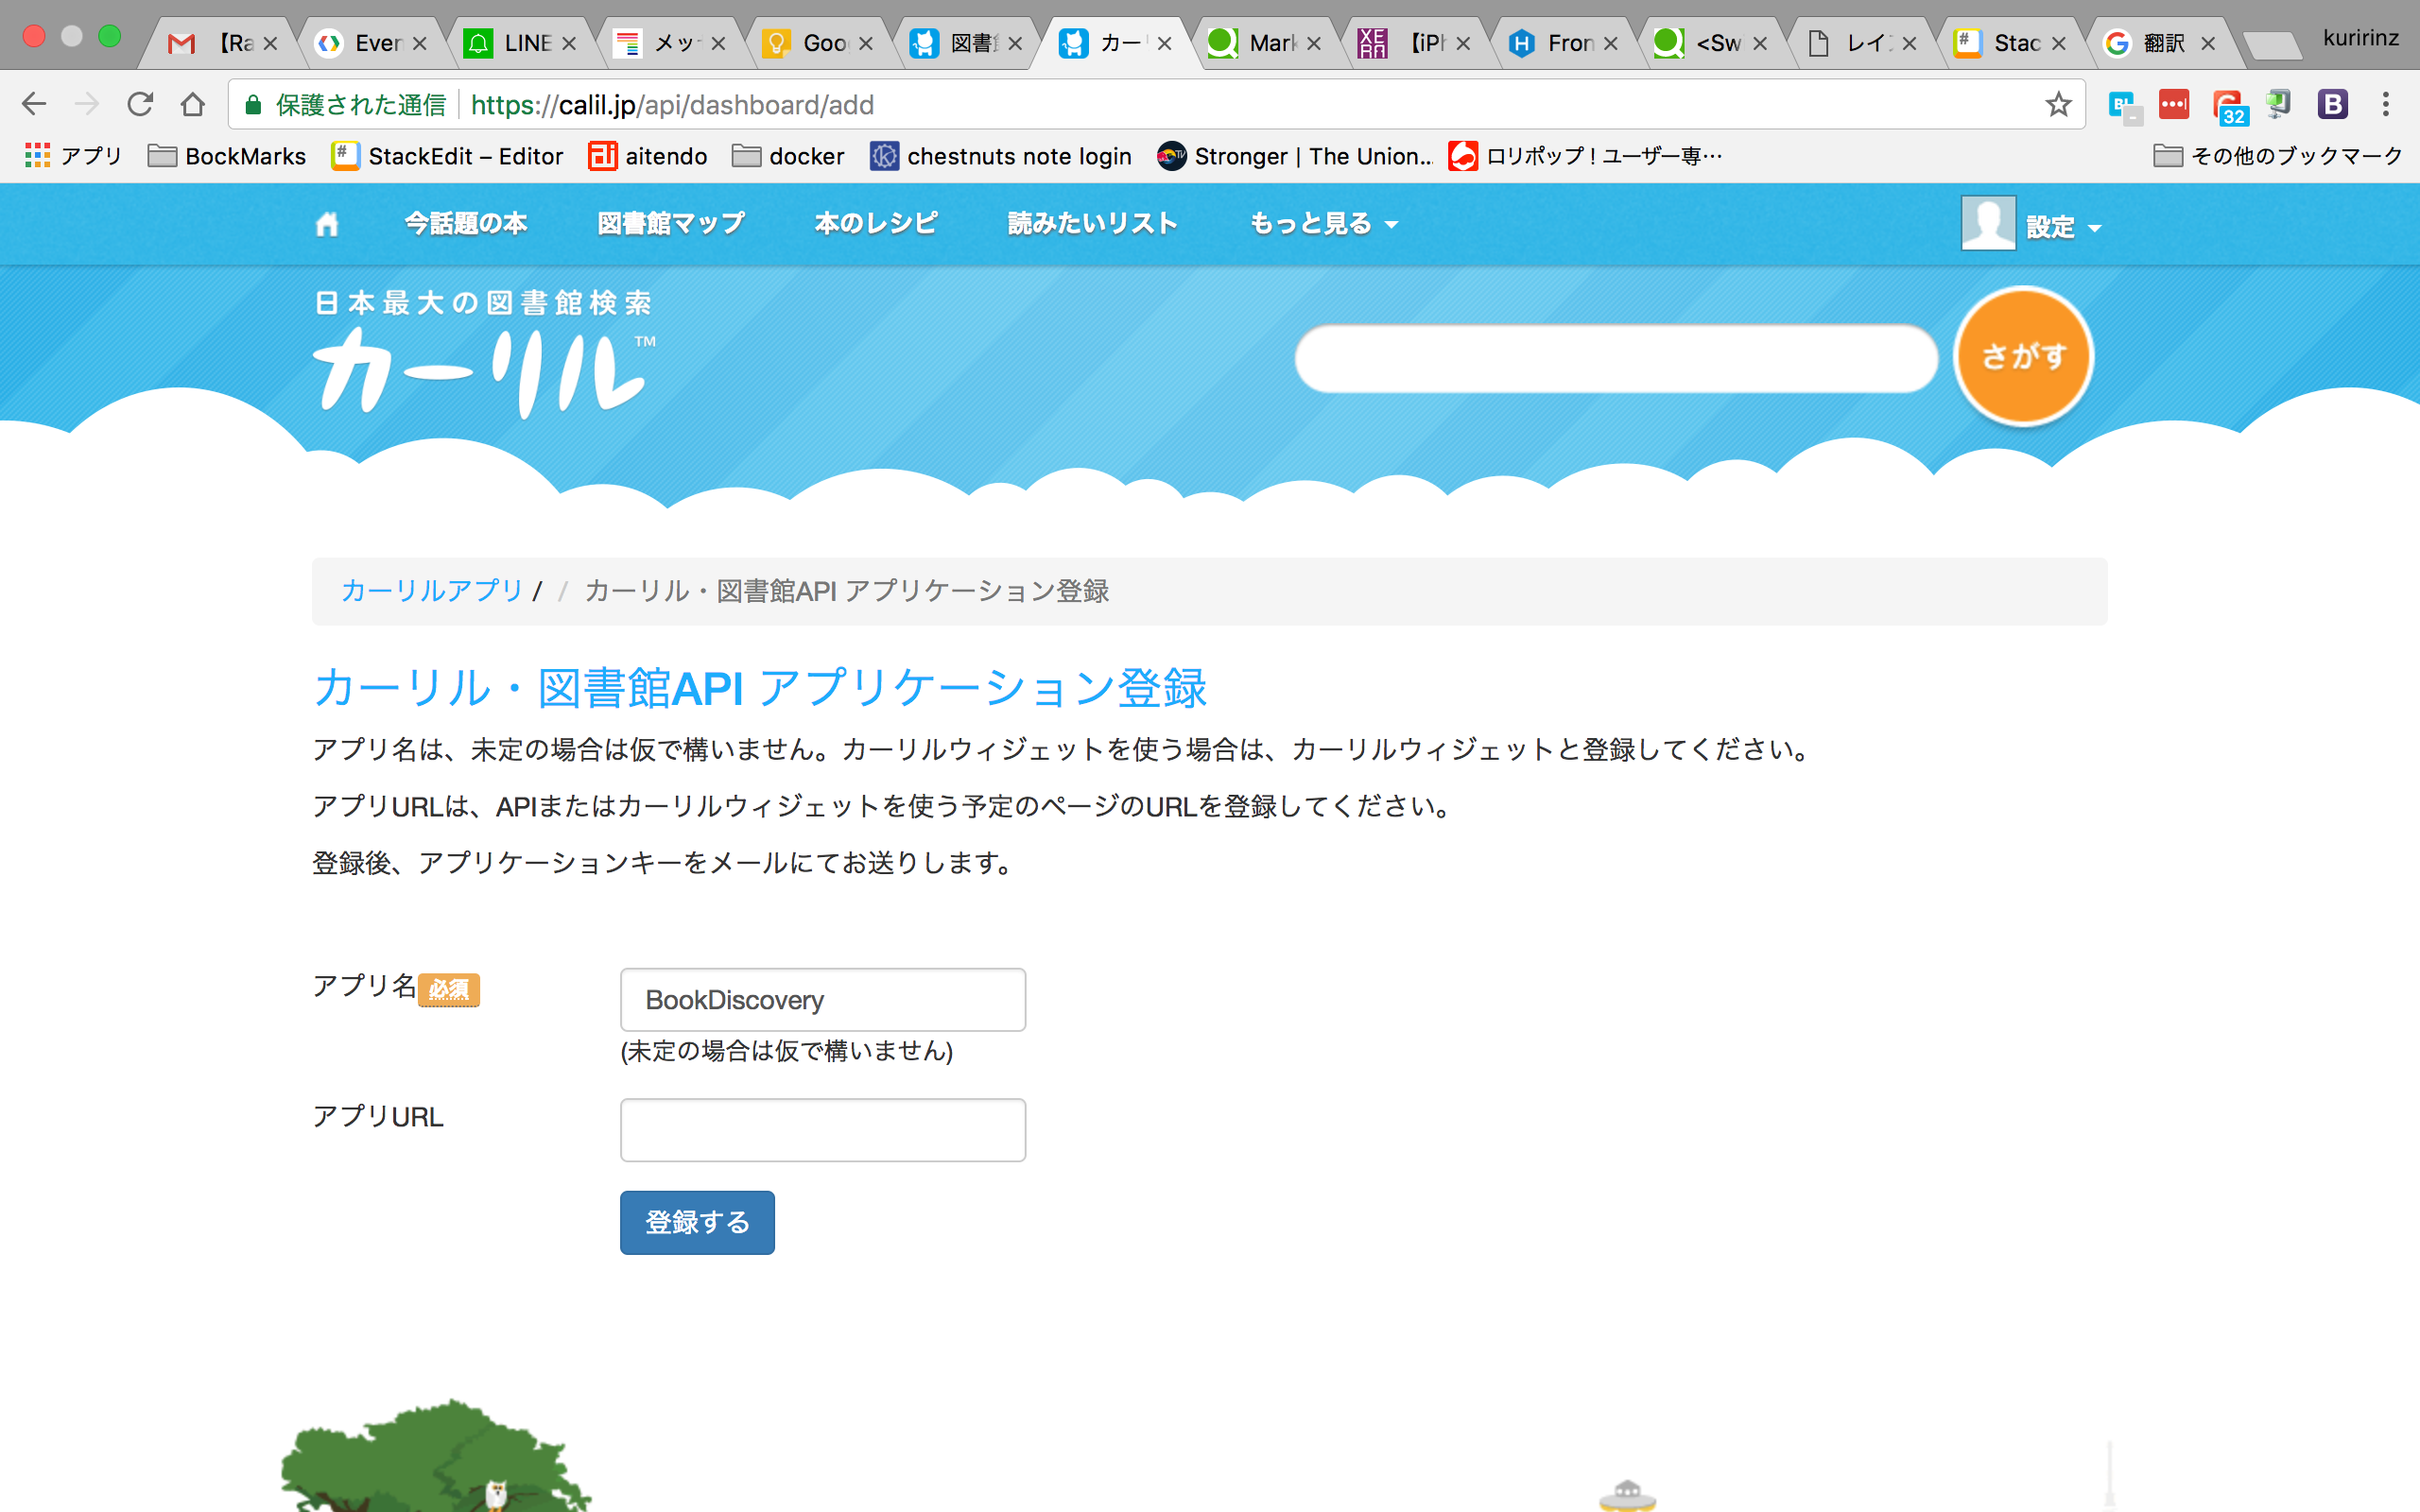 【Ra
Ever
LINE
メッ
Goo
図書
カー
Mark
【iPh
Fron
<Sw
レイ
Stac
翻訳
kuririnz
保護された通信 https://calil.jp/api/dashboard/add
32
アプリ BockMarks StackEdit – Editor aitendo docker chestnuts note login Stronger | The Union... ロリポップ！ユーザー専… その他のブックマーク
今話題の本 図書館マップ 本のレシピ 読みたいリスト もっと見る 設定
日本最大の図書館検索
カーリル™
さがす
カーリルアプリ / / カーリル・図書館API アプリケーション登録
カーリル・図書館API アプリケーション登録
アプリ名は、未定の場合は仮で構いません。カーリルウィジェットを使う場合は、カーリルウィジェットと登録してください。
アプリURLは、APIまたはカーリルウィジェットを使う予定のページのURLを登録してください。
登録後、アプリケーションキーをメールにてお送りします。
アプリ名 必須 BookDiscovery
(未定の場合は仮で構いません)
アプリURL
登録する